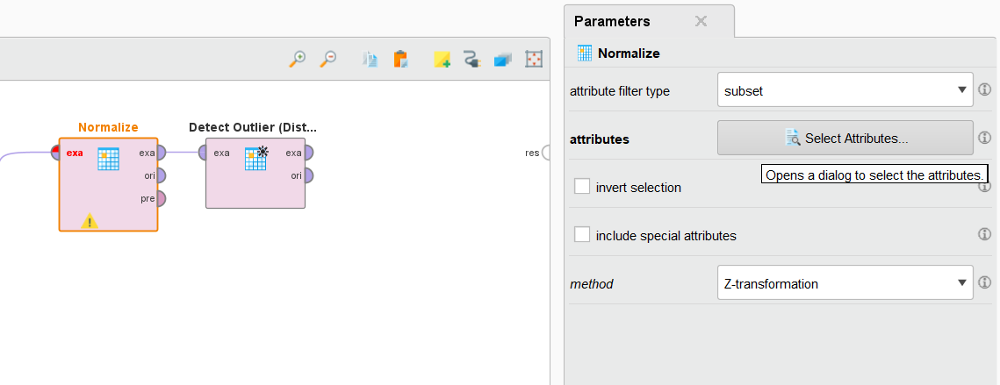 Parameters
Normalize
attribute filter type
subset
Normalize
Detect Outlier (Dist...
attributes
Select Attributes...
exa
exa
exa
exa
res
Opens a dialog to select the attributes.
ori
ori
invert selection
pre
include special attributes
method
Z-transformation